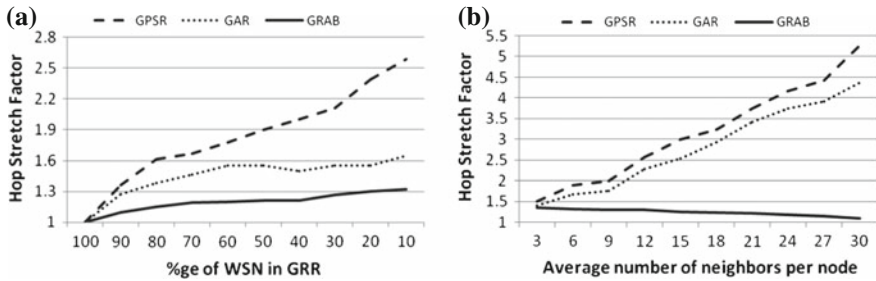 (a)
GPSR GAR GRAB
2.8
2.5
2.2
1.9
1.6
1.3
1
Hop Stretch Factor
100 90 80 70 60 50 40 30 20 10
%ge of WSN in GRR
(b)
GPSR GAR GRAB
5.5
5
4.5
4
3.5
3
2.5
2
1.5
1
Hop Stretch Factor
3 6 9 12 15 18 21 24 27 30
Average number of neighbors per node